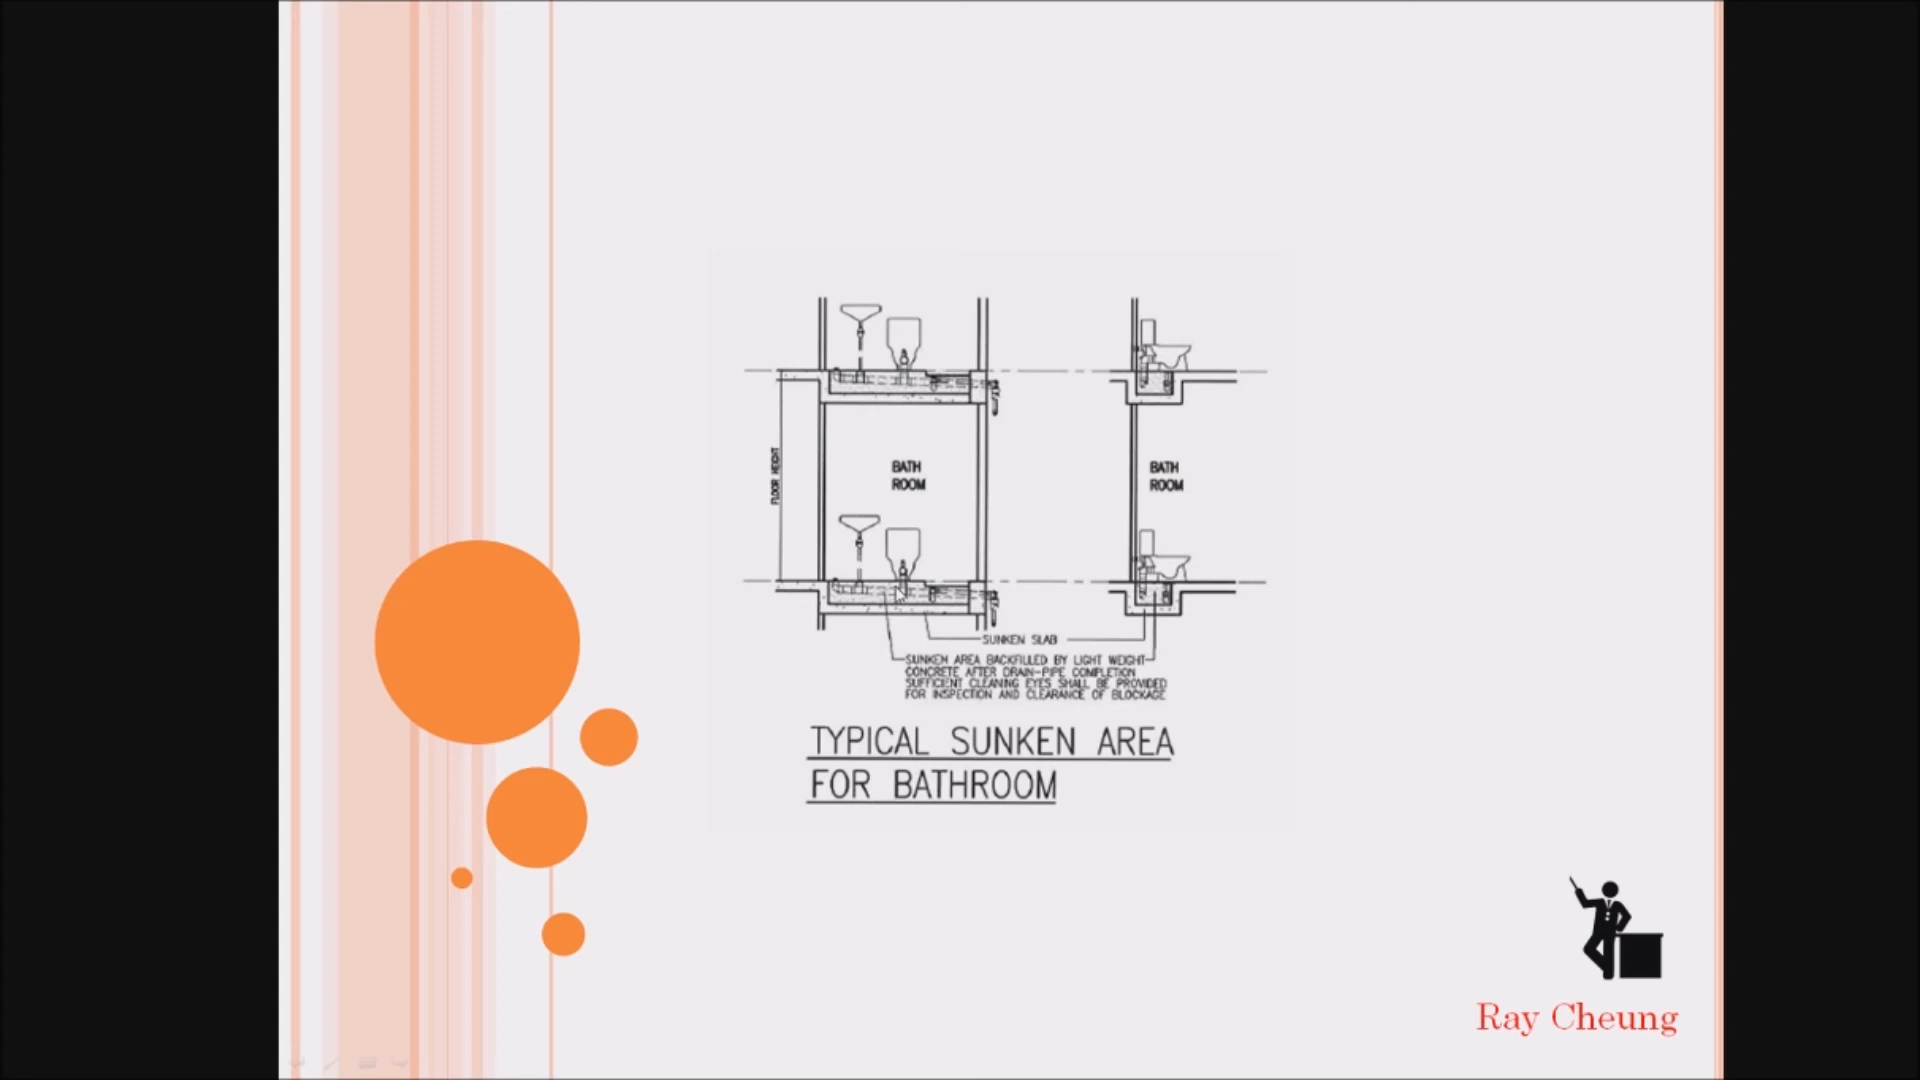 FLOOR HEIGHT
BATH
ROOM
BATH
ROOM
SUNKEN SLAB
SUNKEN AREA BACKFILLED BY LIGHT WEIGHT
CONCRETE AFTER DRAIN-PIPE COMPLETION
SUFFICIENT CLEANING EYES SHALL BE PROVIDED
FOR INSPECTION AND CLEARANCE OF BLOCKAGE
TYPICAL SUNKEN AREA
FOR BATHROOM
Ray Cheung